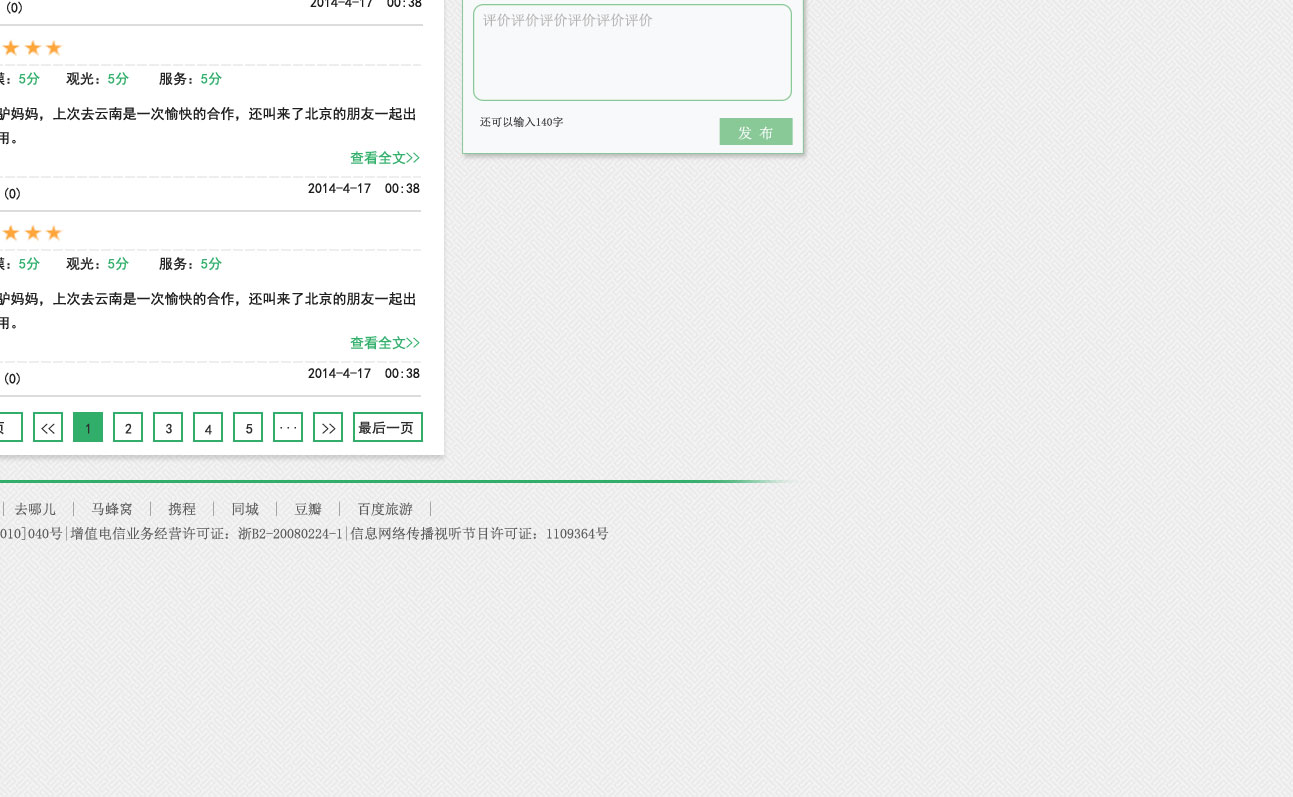 (0)
2014-4-17 00:38
5分 观光：5分 服务：5分
驴妈妈，上次去云南是一次愉快的合作，还叫来了北京的朋友一起出
用。
查看全文>>
(0)
2014-4-17 00:38
5分 观光：5分 服务：5分
驴妈妈，上次去云南是一次愉快的合作，还叫来了北京的朋友一起出
用。
查看全文>>
(0)
2014-4-17 00:38
页 << 1 2 3 4 5 ··· >> 最后一页
评价评价评价评价评价评价
还可以输入140字
发 布
| 去哪儿 | 马蜂窝 | 携程 | 同城 | 豆瓣 | 百度旅游 |
010]040号|增值电信业务经营许可证：浙B2-20080224-1|信息网络传播视听节目许可证：1109364号